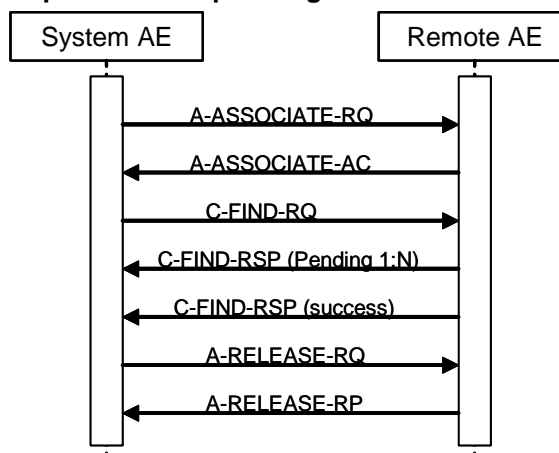 System AE
Remote AE
A-ASSOCIATE-RQ
A-ASSOCIATE-AC
C-FIND-RQ
C-FIND-RSP (Pending 1:N)
C-FIND-RSP (success)
A-RELEASE-RQ
A-RELEASE-RP